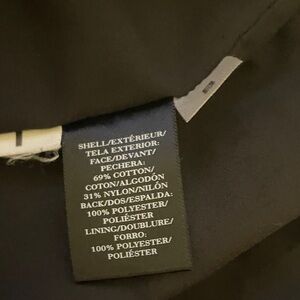 SHELL/EXTÉRIEUR/
TELA EXTERIOR:
FACE/DEVANT/
PECHERA:
69% COTTON/
COTON/ALGODÓN
31% NYLON/NILÓN
BACK/DOS/ESPALDA:
100% POLYESTER/
POLIÉSTER
LINING/DOUBLURE/
FORRO:
100% POLYESTER/
POLIÉSTER